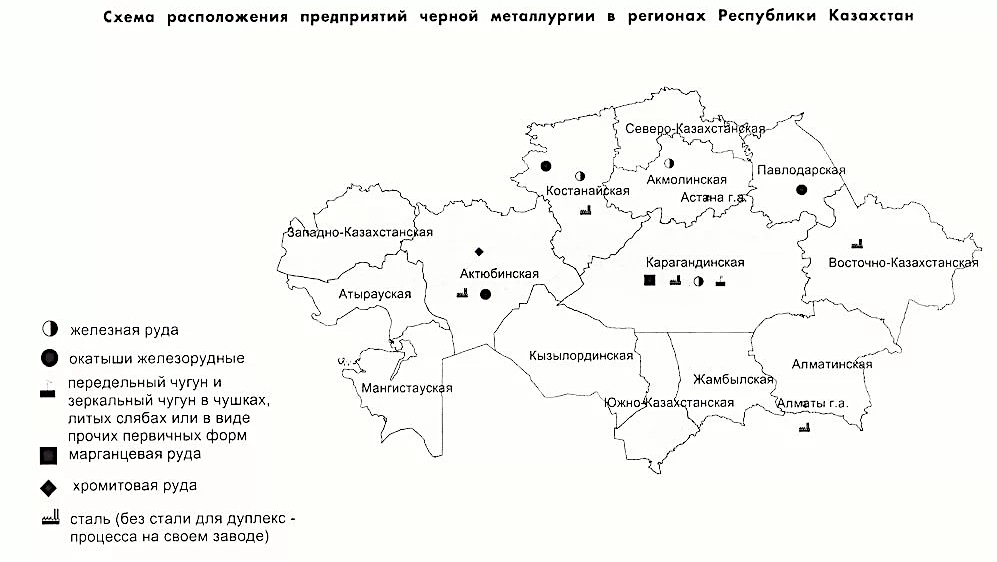 Схема расположения предприятий черной металлургии в регионах Республики Казахстан
Северо-Казахстанская
Павлодарская
Акмолинская
Костанайская
Астана г.а.
Западно-Казахстанская
Карагандинская
Восточно-Казахстанская
Актюбинская
Атырауская
железная руда
окатыши железорудные
передельный чугун и
зеркальный чугун в чушках,
литых слябах или в виде
прочих первичных форм
марганцевая руда
хромитовая руда
сталь (без стали для дуплекс -
процесса на своем заводе)
Кызылординская
Алматинская
Жамбылская
Мангистауская
Южно-Казахстанская
Алматы г.а.